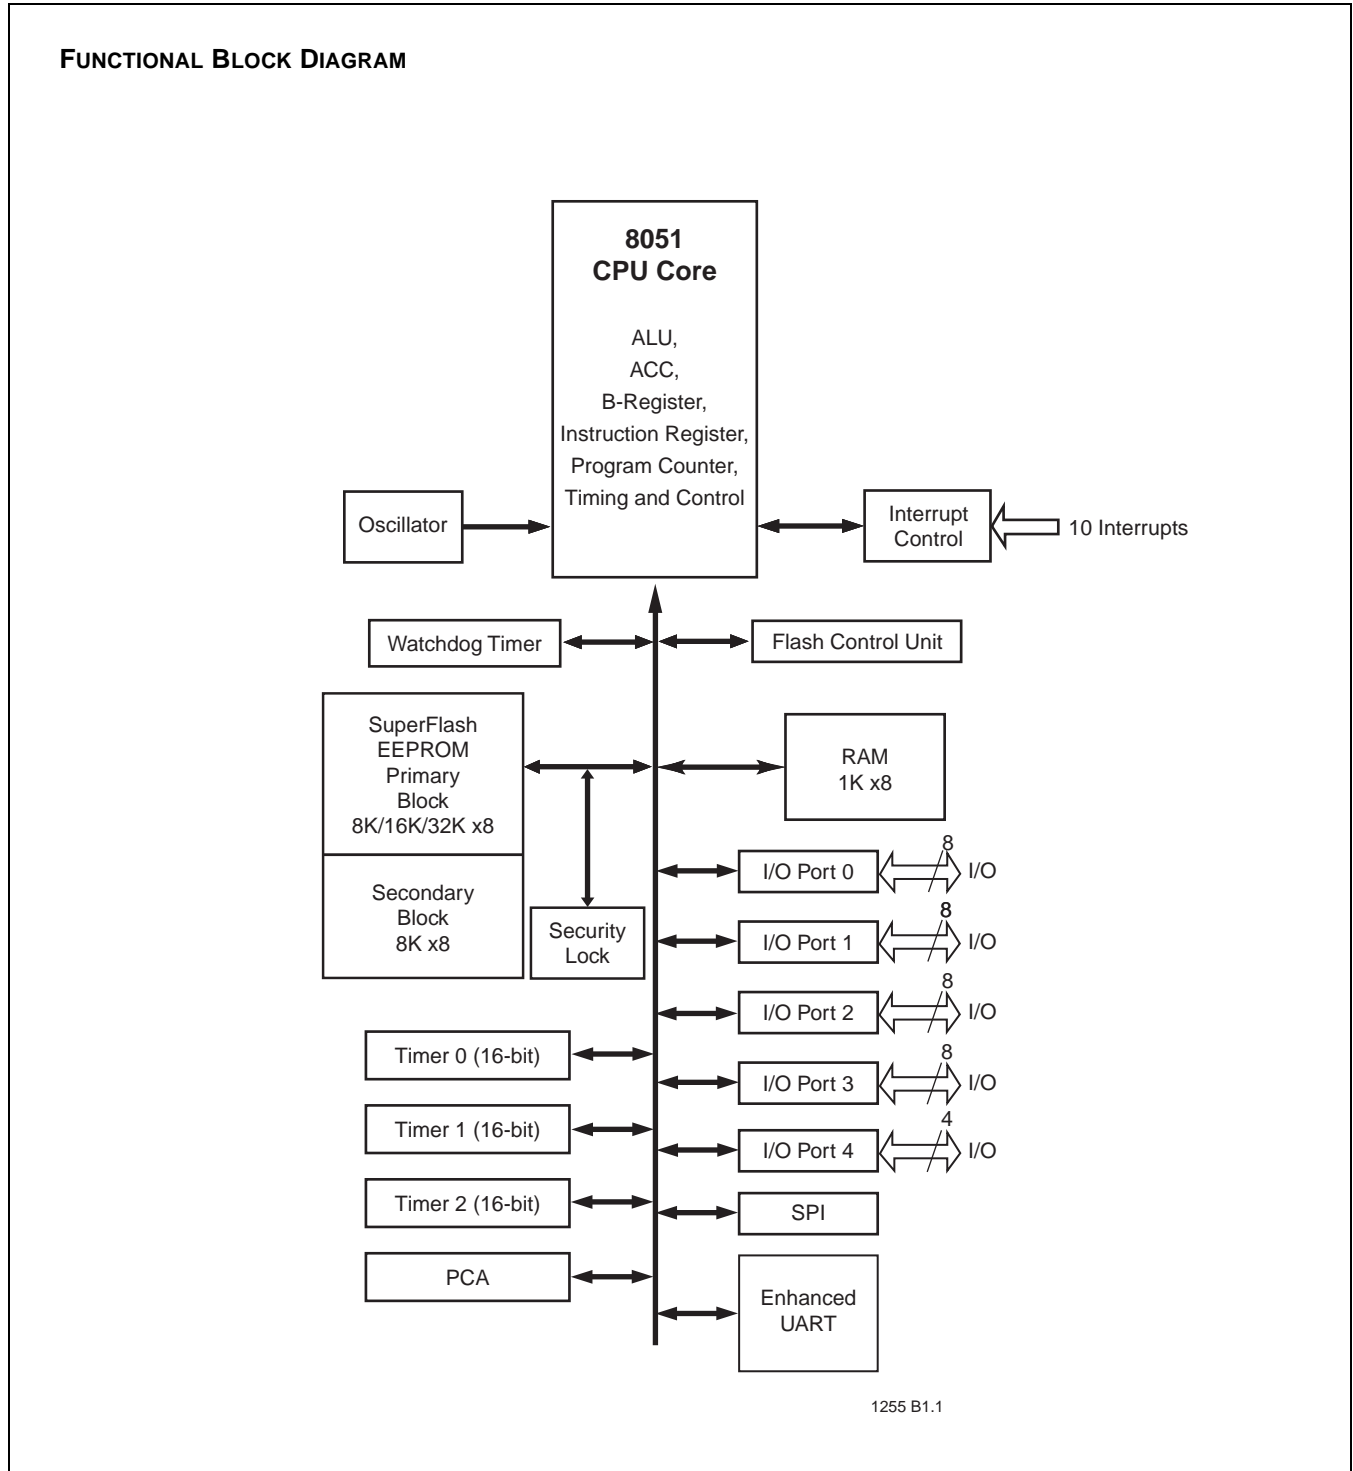 FUNCTIONAL BLOCK DIAGRAM
8051
CPU Core
ALU,
ACC,
B-Register,
Instruction Register,
Program Counter,
Timing and Control
Oscillator
Interrupt
Control
10 Interrupts
Watchdog Timer
Flash Control Unit
SuperFlash
EEPROM
Primary
Block
8K/16K/32K x8
RAM
1K x8
Secondary
Block
8K x8
Security
Lock
I/O Port 0
8
I/O
I/O Port 1
8
I/O
I/O Port 2
8
I/O
I/O Port 3
8
I/O
I/O Port 4
4
I/O
Timer 0 (16-bit)
Timer 1 (16-bit)
Timer 2 (16-bit)
SPI
PCA
Enhanced
UART
1255 B1.1